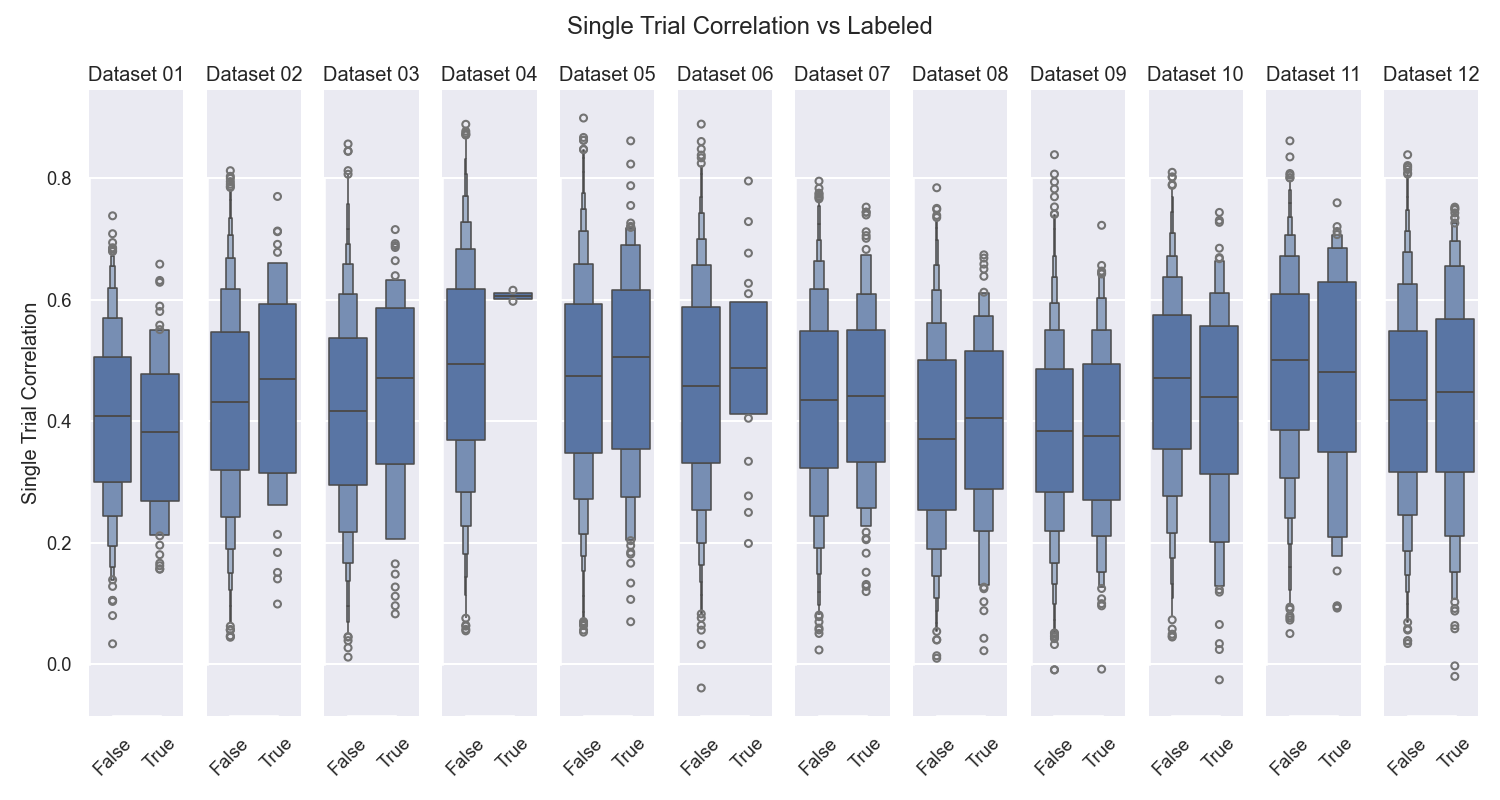 Single Trial Correlation vs Labeled
Dataset 01 Dataset 02 Dataset 03 Dataset 04 Dataset 05 Dataset 06 Dataset 07 Dataset 08 Dataset 09 Dataset 10 Dataset 11 Dataset 12
Single Trial Correlation
0.8
0.6
0.4
0.2
0.0
False True False True False True False True False True False True False True False True False True False True False True False True